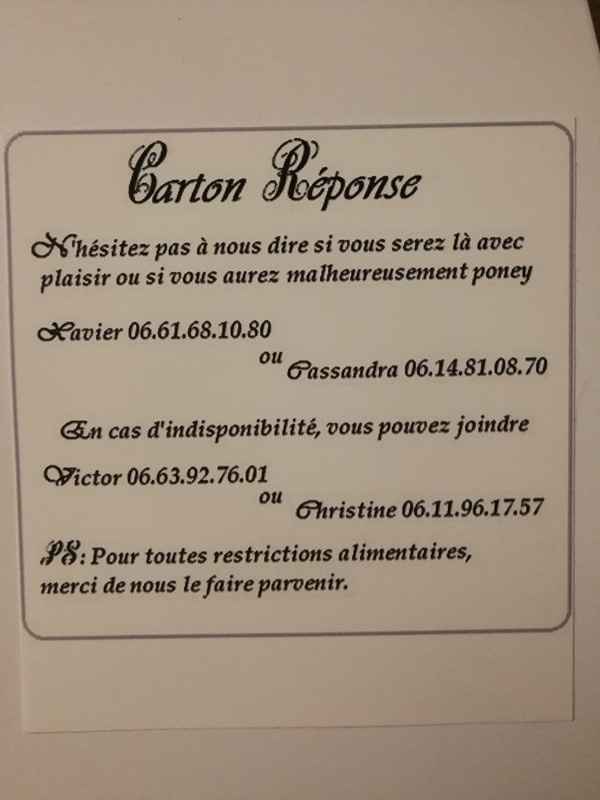 Carton Réponse
N'hésitez pas à nous dire si vous serez là avec
plaisir ou si vous aurez malheureusement poney
Xavier 06.61.68.10.80
ou
Cassandra 06.14.81.08.70
En cas d'indisponibilité, vous pouvez joindre
Victor 06.63.92.76.01
ou
Christine 06.11.96.17.57
PS: Pour toutes restrictions alimentaires,
merci de nous le faire parvenir.